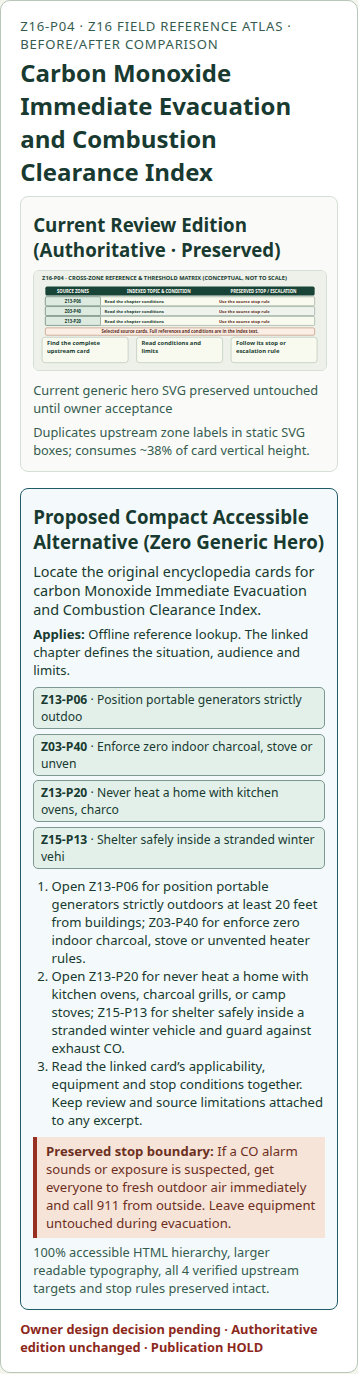 Z16-P04 · Z16 FIELD REFERENCE ATLAS ·
BEFORE/AFTER COMPARISON
Carbon Monoxide
Immediate Evacuation
and Combustion
Clearance Index
Current Review Edition
(Authoritative · Preserved)
Z16-P04 · CROSS-ZONE REFERENCE & THRESHOLD MATRIX (CONCEPTUAL. NOT TO SCALE)
SOURCE ZONES INDEXED TOPIC & CONDITION PRESERVED STOP / ESCALATION
Z13-P06 Read the chapter conditions Use the source stop rule
Z03-P40 Read the chapter conditions Use the source stop rule
Z13-P20 Read the chapter conditions Use the source stop rule
Selected source cards. Full references and conditions are in the index text.
Find the complete
upstream card
Read conditions and
limits
Follow its stop or
escalation rule
Current generic hero SVG preserved untouched
until owner acceptance
Duplicates upstream zone labels in static SVG
boxes; consumes ~38% of card vertical height.
Proposed Compact Accessible
Alternative (Zero Generic Hero)
Locate the original encyclopedia cards for
carbon Monoxide Immediate Evacuation
and Combustion Clearance Index.
Applies: Offline reference lookup. The linked
chapter defines the situation, audience and
limits.
Z13-P06 · Position portable generators strictly
outdoo
Z03-P40 · Enforce zero indoor charcoal, stove or
unven
Z13-P20 · Never heat a home with kitchen
ovens, charco
Z15-P13 · Shelter safely inside a stranded winter
vehi
1. Open Z13-P06 for position portable
generators strictly outdoors at least 20 feet
from buildings; Z03-P40 for enforce zero
indoor charcoal, stove or unvented heater
rules.
2. Open Z13-P20 for never heat a home with
kitchen ovens, charcoal grills, or camp
stoves; Z15-P13 for shelter safely inside a
stranded winter vehicle and guard against
exhaust CO.
3. Read the linked card's applicability,
equipment and stop conditions together.
Keep review and source limitations attached
to any excerpt.
Preserved stop boundary: If a CO alarm
sounds or exposure is suspected, get
everyone to fresh outdoor air immediately
and call 911 from outside. Leave equipment
untouched during evacuation.
100% accessible HTML hierarchy, larger
readable typography, all 4 verified upstream
targets and stop rules preserved intact.
Owner design decision pending · Authoritative
edition unchanged · Publication HOLD